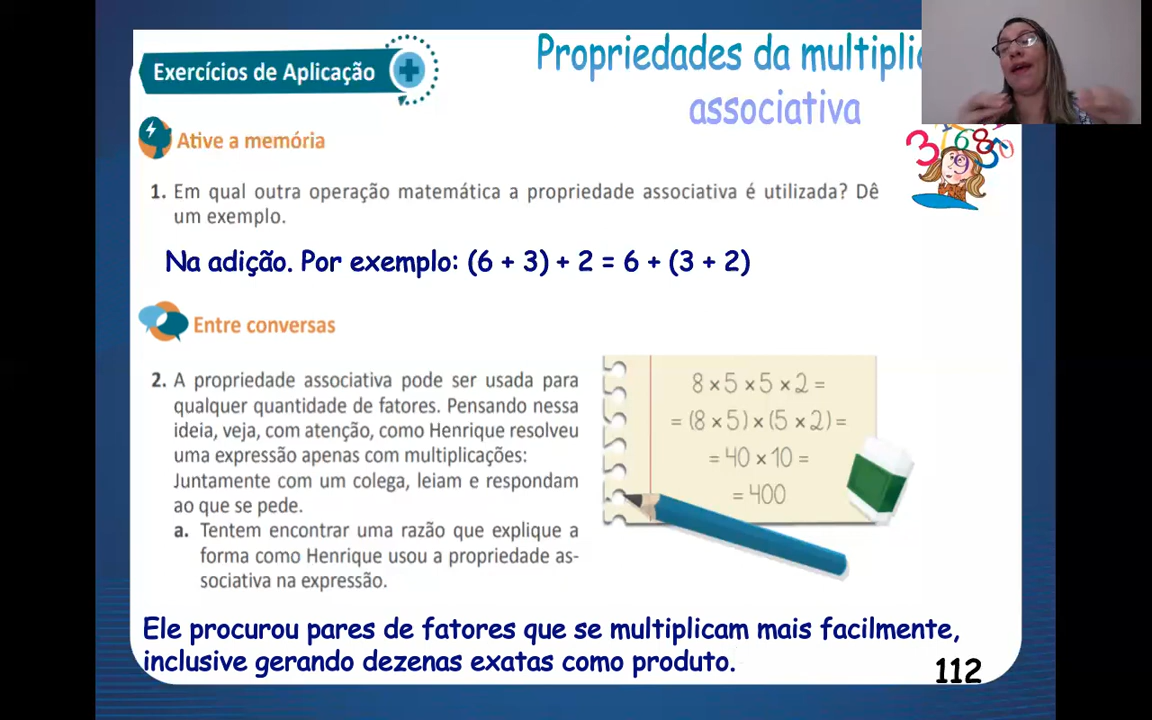 Exercícios de Aplicação
Propriedades da multiplic
associativa
Ative a memória
1. Em qual outra operação matemática a propriedade associativa é utilizada? Dê
um exemplo.
Na adição. Por exemplo: (6 + 3) + 2 = 6 + (3 + 2)
Entre conversas
2. A propriedade associativa pode ser usada para
qualquer quantidade de fatores. Pensando nessa
ideia, veja, com atenção, como Henrique resolveu
uma expressão apenas com multiplicações:
Juntamente com um colega, leiam e respondam
ao que se pede.
a. Tentem encontrar uma razão que explique a
forma como Henrique usou a propriedade as-
sociativa na expressão.
8 × 5 × 5 × 2 =
= (8 × 5) × (5 × 2) =
= 40 × 10 =
= 400
Ele procurou pares de fatores que se multiplicam mais facilmente,
inclusive gerando dezenas exatas como produto.
112